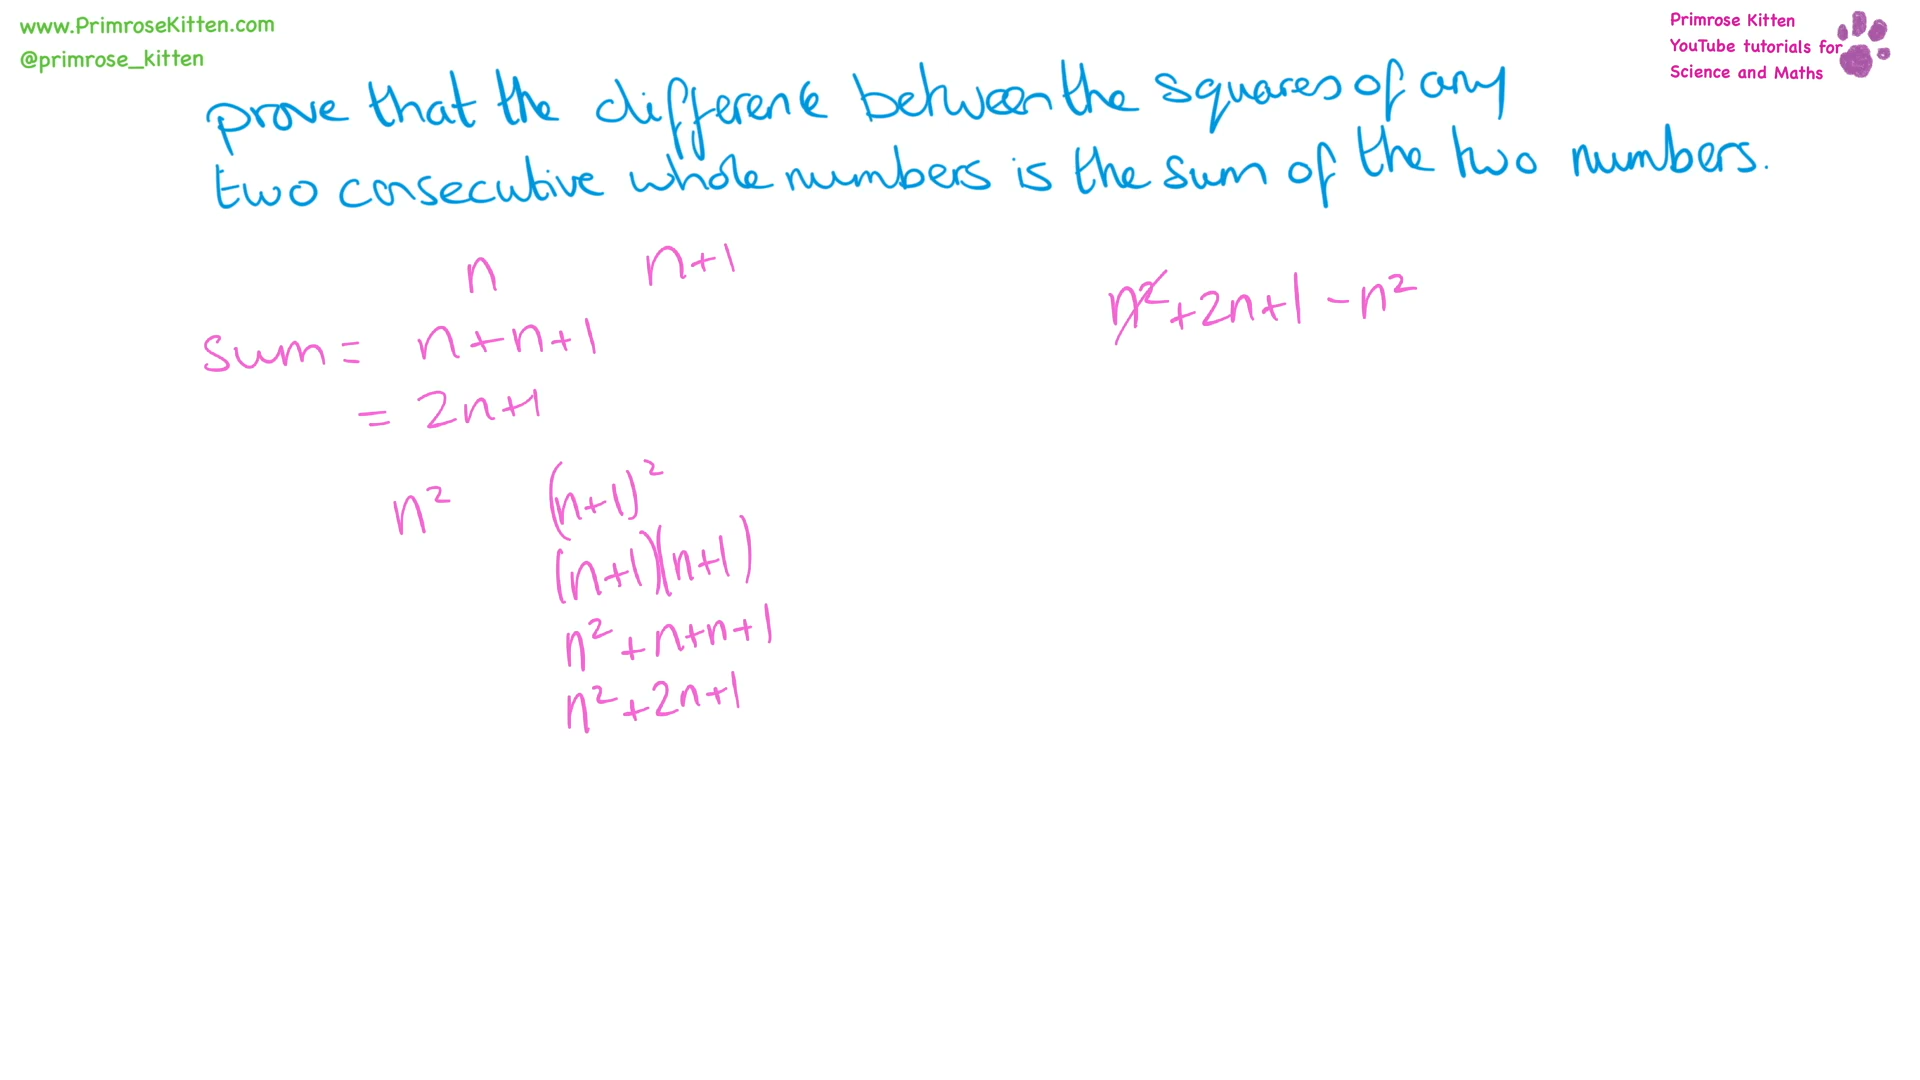 www.PrimroseKitten.com
@primrose_kitten
Primrose Kitten
YouTube tutorials for
Science and Maths
prove that the difference between the squares of any
two consecutive whole numbers is the sum of the two numbers.
n n+1
sum = n+n+1
= 2n+1
n² (n+1)²
(n+1)(n+1)
n²+n+n+1
n²+2n+1
n²+2n+1-n²